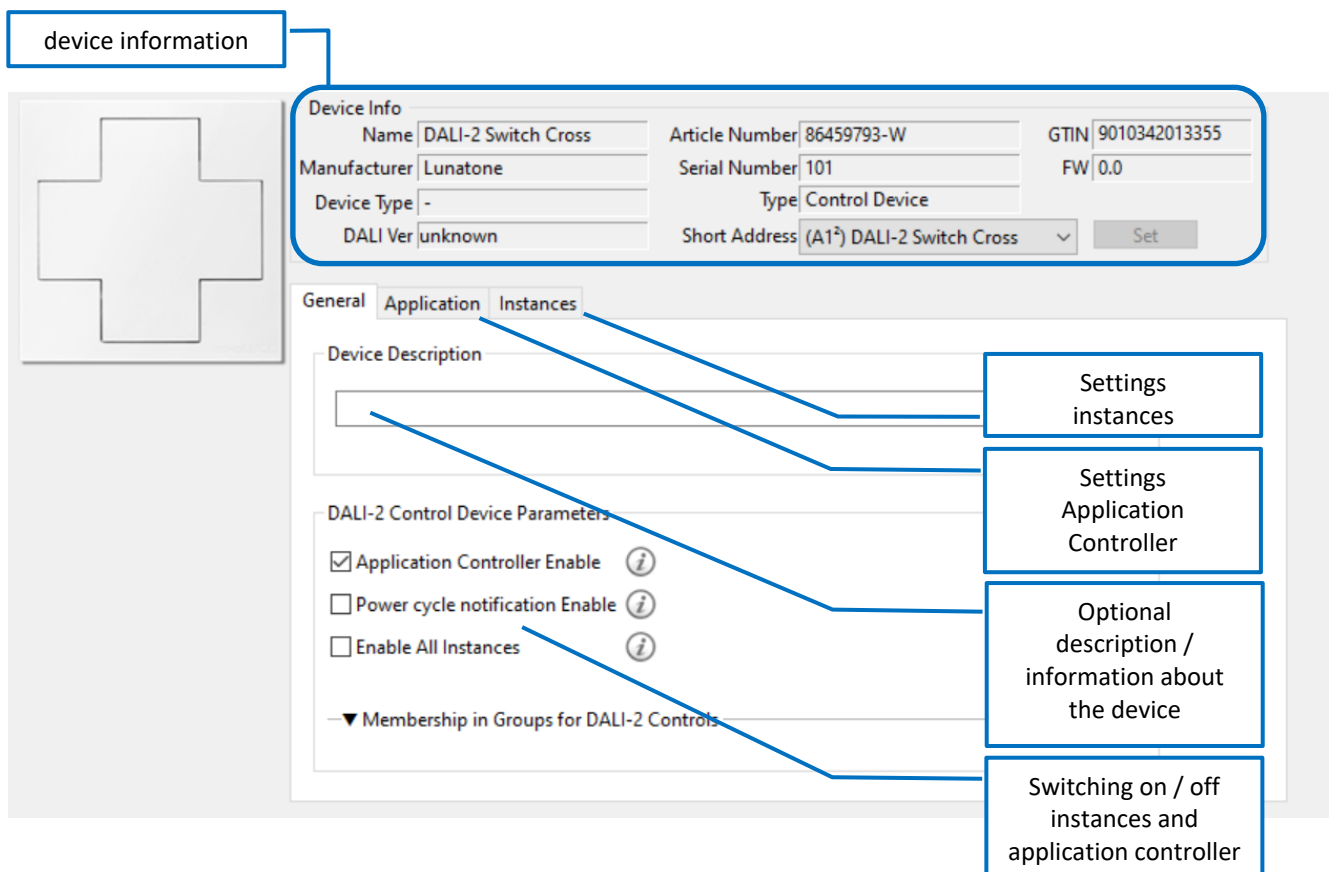 device information
Device Info
Name DALI-2 Switch Cross Article Number 86459793-W GTIN 9010342013355
Manufacturer Lunatone Serial Number 101 FW 0.0
Device Type - Type Control Device
DALI Ver unknown Short Address (A1²) DALI-2 Switch Cross Set
General Application Instances
Device Description
Settings
instances
Settings
Application
Controller
DALI-2 Control Device Parameters
Application Controller Enable
Power cycle notification Enable
Enable All Instances
Optional
description /
information about
the device
Membership in Groups for DALI-2 Controls
Switching on / off
instances and
application controller